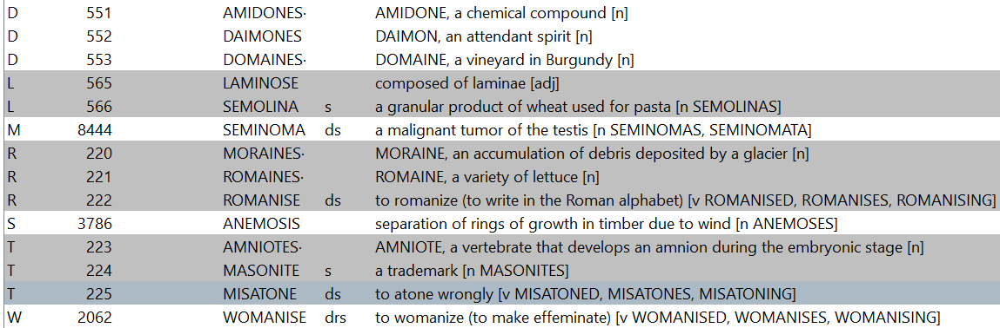 D 551 AMIDONES· AMIDONE, a chemical compound [n]
D 552 DAIMONES DAIMON, an attendant spirit [n]
D 553 DOMAINES· DOMAINE, a vineyard in Burgundy [n]
L 565 LAMINOSE composed of laminae [adj]
L 566 SEMOLINA s a granular product of wheat used for pasta [n SEMOLINAS]
M 8444 SEMINOMA ds a malignant tumor of the testis [n SEMINOMAS, SEMINOMATA]
R 220 MORAINES· MORAINE, an accumulation of debris deposited by a glacier [n]
R 221 ROMAINES· ROMAINE, a variety of lettuce [n]
R 222 ROMANISE ds to romanize (to write in the Roman alphabet) [v ROMANISED, ROMANISES, ROMANISING]
S 3786 ANEMOSIS separation of rings of growth in timber due to wind [n ANEMOSES]
T 223 AMNIOTES· AMNIOTE, a vertebrate that develops an amnion during the embryonic stage [n]
T 224 MASONITE s a trademark [n MASONITES]
T 225 MISATONE ds to atone wrongly [v MISATONED, MISATONES, MISATONING]
W 2062 WOMANISE drs to womanize (to make effeminate) [v WOMANISED, WOMANISES, WOMANISING]